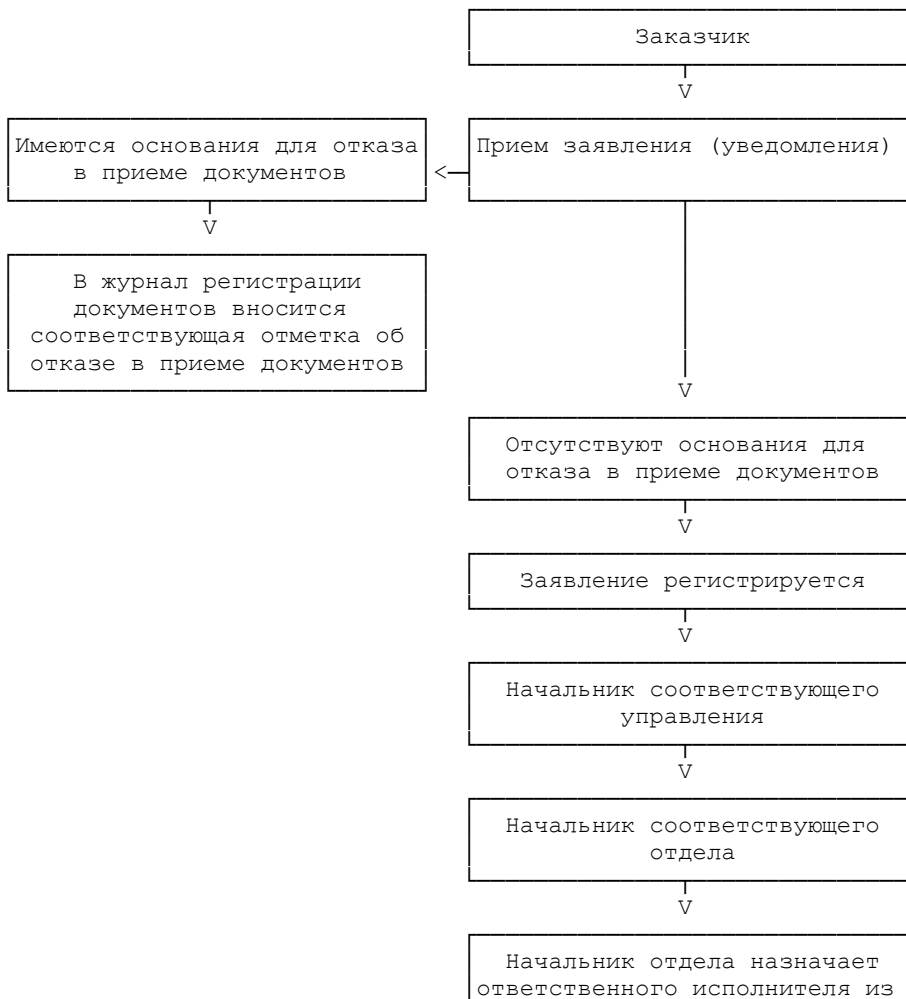 Заказчик
V
Имеются основания для отказа
в приеме документов
Прием заявления (уведомления)
<
V
В журнал регистрации
документов вносится
соответствующая отметка об
отказе в приеме документов
V
Отсутствуют основания для
отказа в приеме документов
V
Заявление регистрируется
V
Начальник соответствующего
управления
V
Начальник соответствующего
отдела
V
Начальник отдела назначает
ответственного исполнителя из